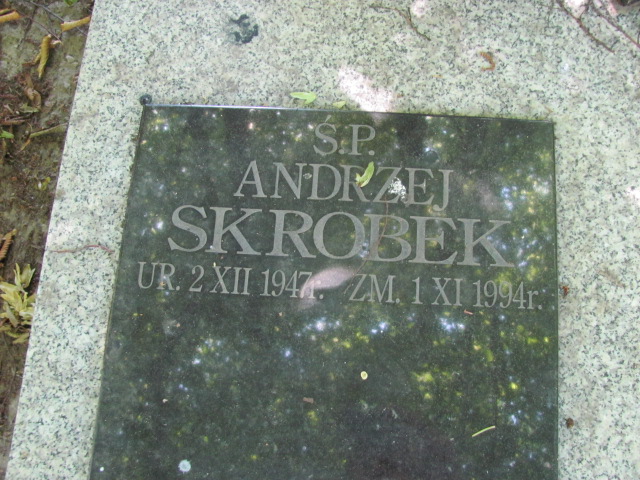 Ś.P.
ANDRZEJ
SKROBEK
UR. 2 XII 1947r. ZM. 1 XI 1994r.